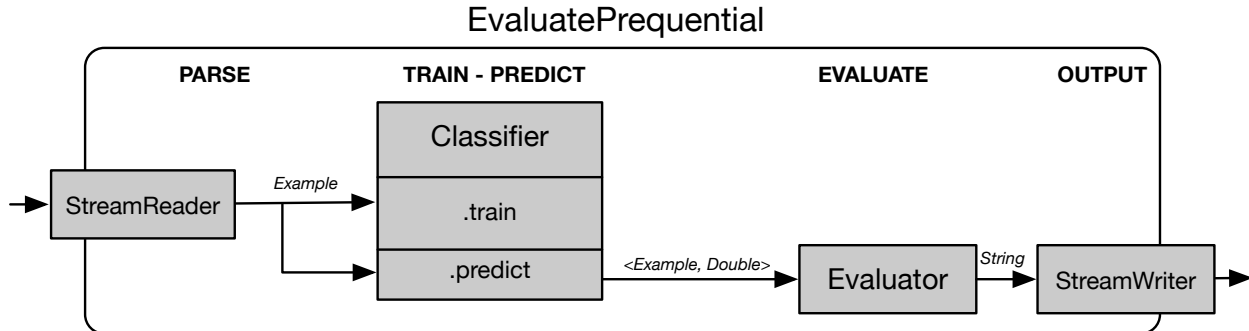 EvaluatePrequential
PARSE
TRAIN - PREDICT
EVALUATE
OUTPUT
StreamReader
Example
Classifier
.train
.predict
<Example, Double>
Evaluator
String
StreamWriter